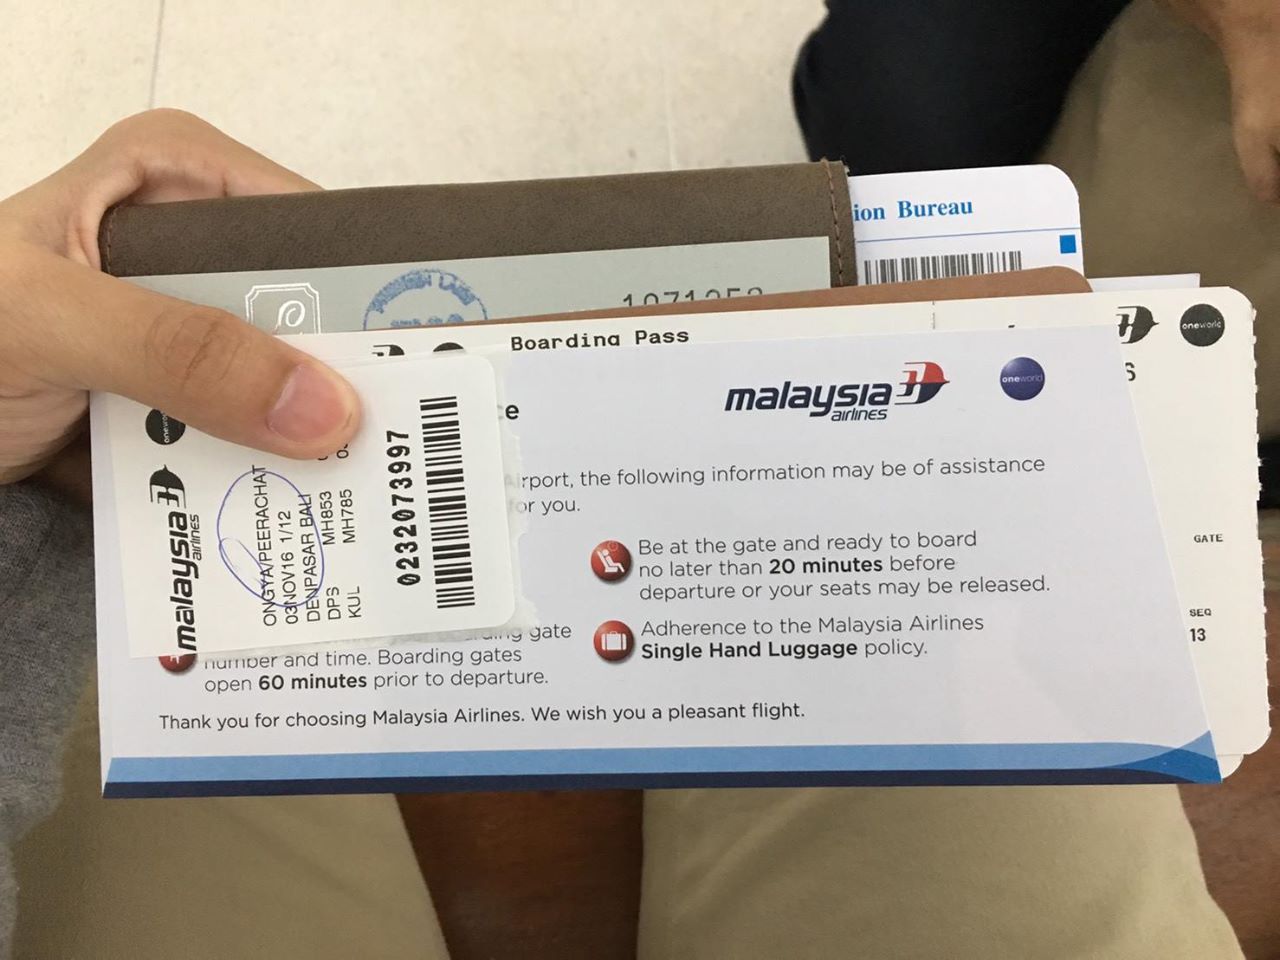 ion Bureau
Boarding Pass
malaysia
airlines
oneworld
oneworld
Airport, the following information may be of assistance
for you.
Be at the gate and ready to board
no later than 20 minutes before
departure or your seats may be released.
Adherence to the Malaysia Airlines
Single Hand Luggage policy.
gate
number and time. Boarding gates
open 60 minutes prior to departure.
Thank you for choosing Malaysia Airlines. We wish you a pleasant flight.
malaysia
airlines
ONGYA/PEERACHAT
03NOV16 1/12
DENPASAR BALI
DPS MH853
KUL MH785
0232073997
GATE
SEQ
13